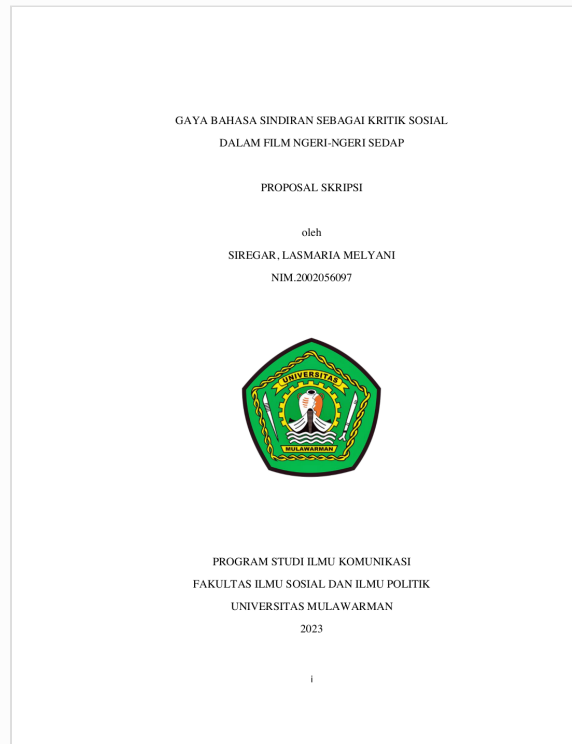 GAYA BAHASA SINDIRAN SEBAGAI KRITIK SOSIAL
DALAM FILM NGERI-NGERI SEDAP
PROPOSAL SKRIPSI
oleh
SIREGAR, LASMARIA MELYANI
NIM.2002056097
UNIVERSITAS
MULAWARMAN
PROGRAM STUDI ILMU KOMUNIKASI
FAKULTAS ILMU SOSIAL DAN ILMU POLITIK
UNIVERSITAS MULAWARMAN
2023
i